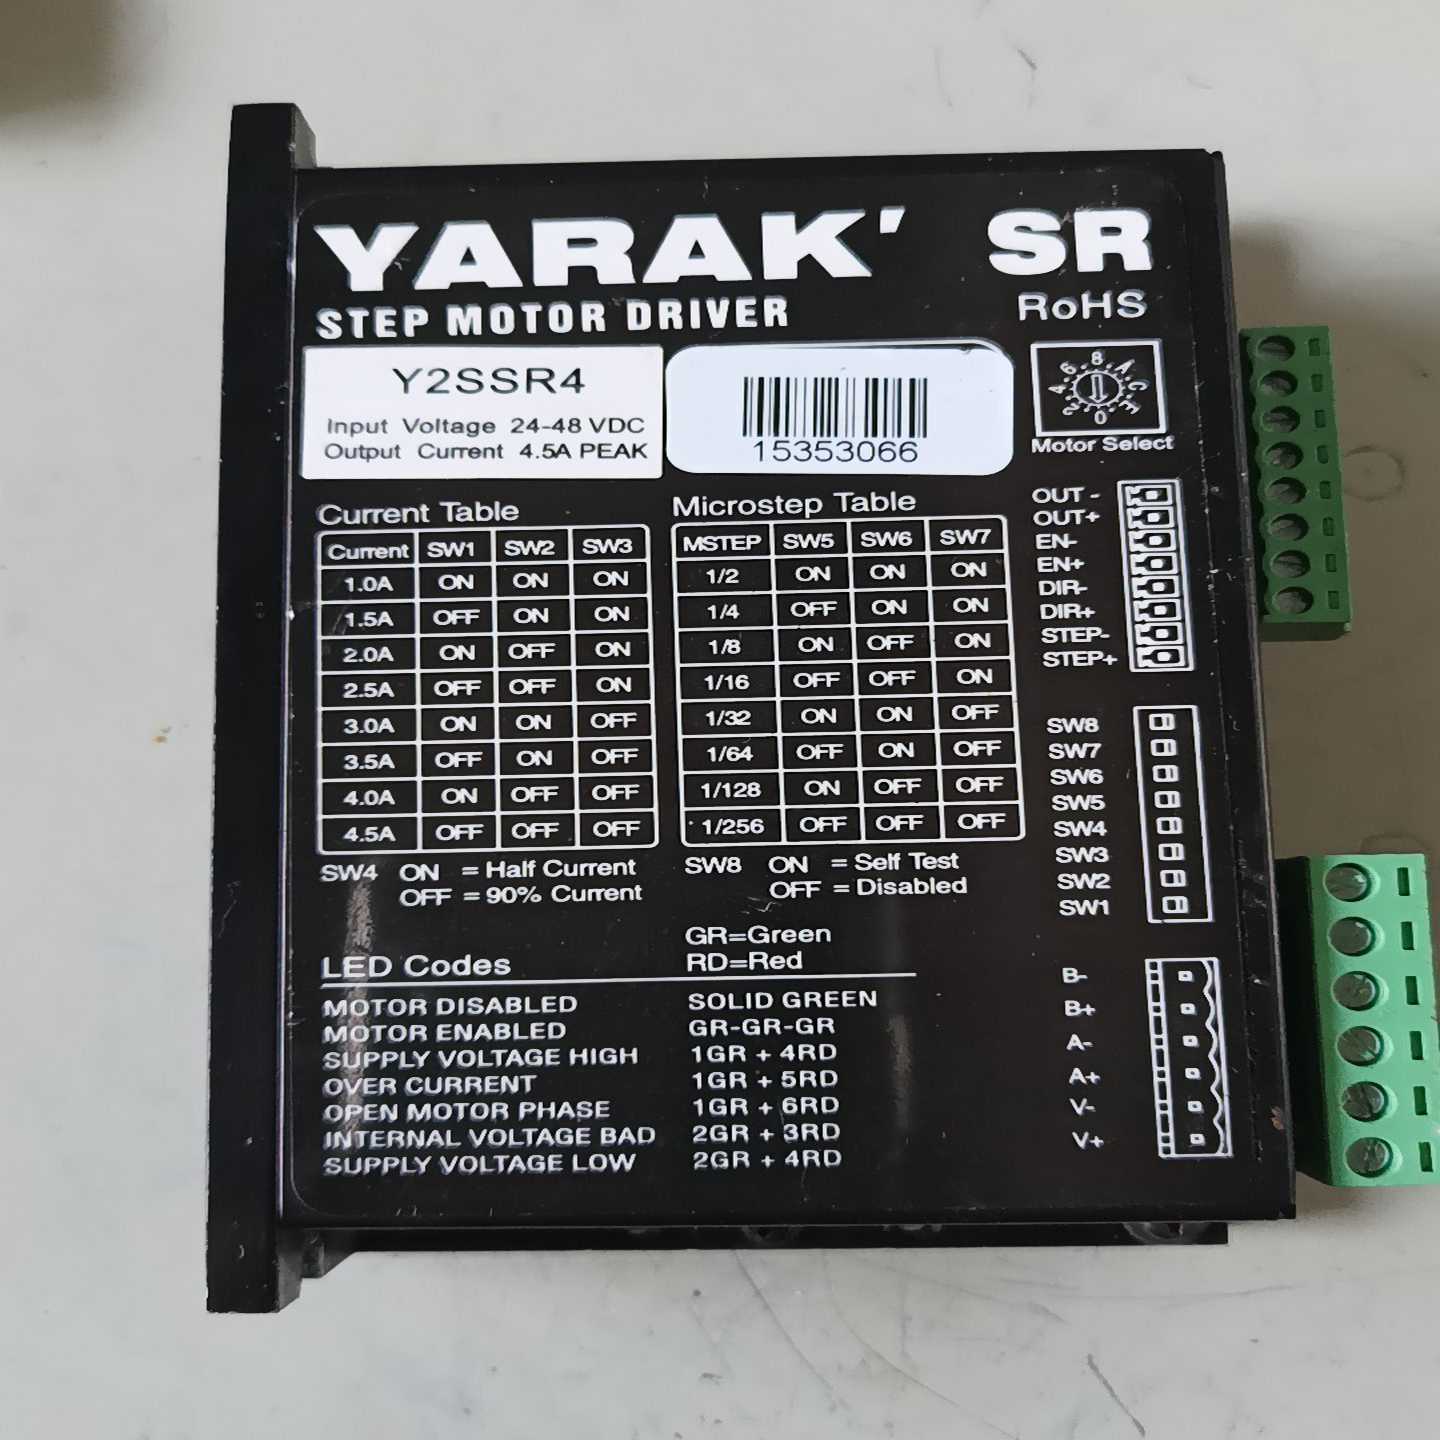 YARAK' SR
STEP MOTOR DRIVER
RoHS
Y2SSR4
Input Voltage 24-48 VDC
Output Current 4.5A PEAK
15353066
0 2 4 6 8 A C E
Motor Select
Current Table
Current SW1 SW2 SW3
1.0A ON ON ON
1.5A OFF ON ON
2.0A ON OFF ON
2.5A OFF OFF ON
3.0A ON ON OFF
3.5A OFF ON OFF
4.0A ON OFF OFF
4.5A OFF OFF OFF
SW4 ON = Half Current
OFF = 90% Current
Microstep Table
MSTEP SW5 SW6 SW7
1/2 ON ON ON
1/4 OFF ON ON
1/8 ON OFF ON
1/16 OFF OFF ON
1/32 ON ON OFF
1/64 OFF ON OFF
1/128 ON OFF OFF
1/256 OFF OFF OFF
SW8 ON = Self Test
OFF = Disabled
GR=Green
RD=Red
LED Codes
MOTOR DISABLED SOLID GREEN
MOTOR ENABLED GR-GR-GR
SUPPLY VOLTAGE HIGH 1GR + 4RD
OVER CURRENT 1GR + 5RD
OPEN MOTOR PHASE 1GR + 6RD
INTERNAL VOLTAGE BAD 2GR + 3RD
SUPPLY VOLTAGE LOW 2GR + 4RD
OUT -
OUT+
EN-
EN+
DIR-
DIR+
STEP-
STEP+
SW8
SW7
SW6
SW5
SW4
SW3
SW2
SW1
B-
B+
A-
A+
V-
V+